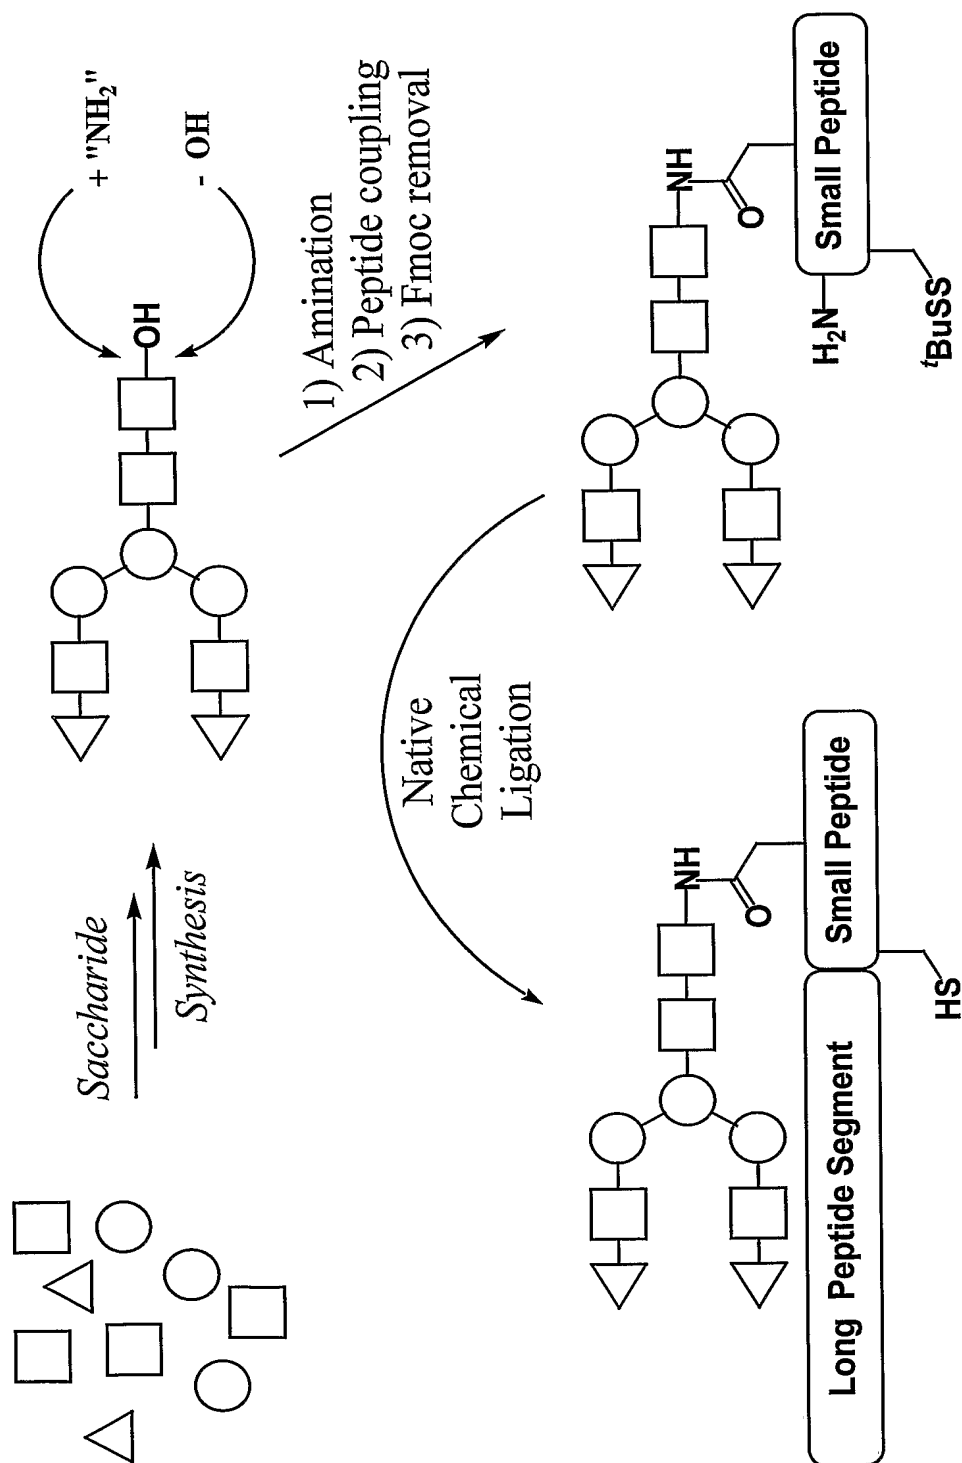 Saccharide
Synthesis
OH
+ "NH₂"
- OH
1) Amination
2) Peptide coupling
3) Fmoc removal
NH
O
H₂N
Small Peptide
ᵗBuSS
Native
Chemical
Ligation
NH
O
Long Peptide Segment
Small Peptide
HS